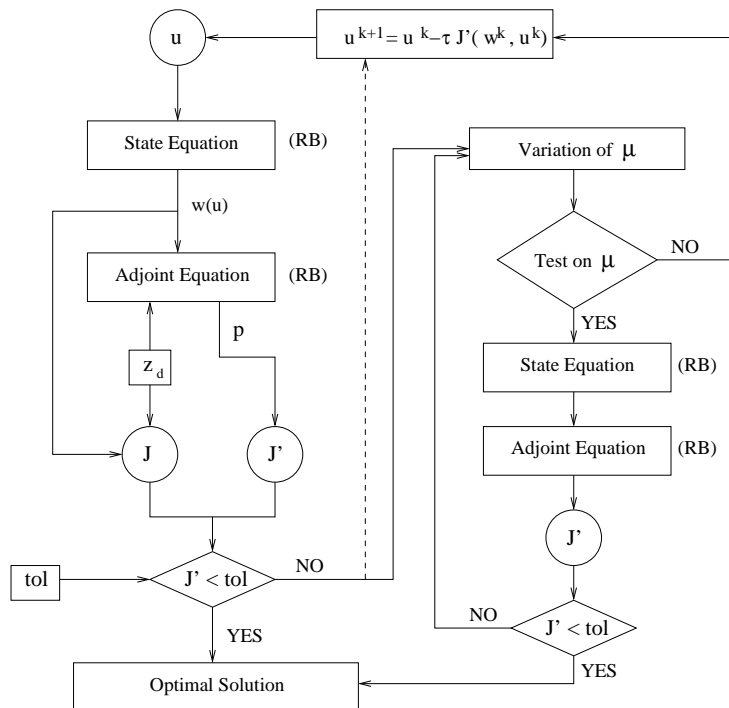 u
u^{k+1} = u^k - τ J'( w^k , u^k)
State Equation
(RB)
w(u)
Adjoint Equation
(RB)
p
z_d
J
J'
tol
J' < tol
NO
YES
Optimal Solution
Variation of μ
Test on μ
NO
YES
State Equation
(RB)
Adjoint Equation
(RB)
J'
J' < tol
NO
YES